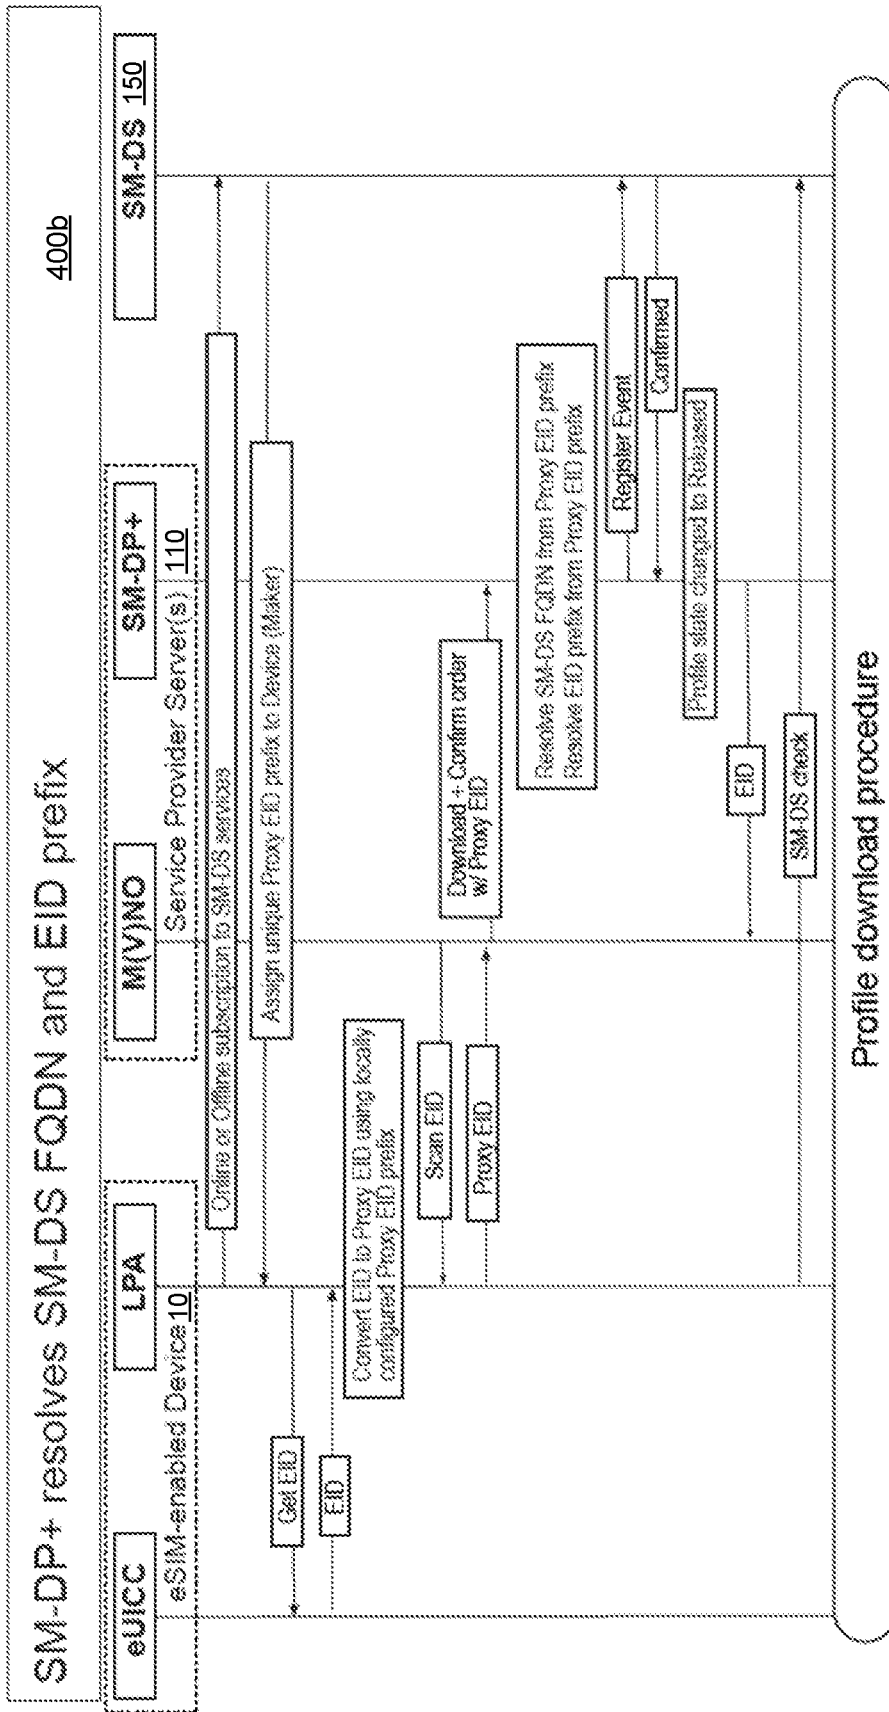 SM-DP+ resolves SM-DS FQDN and EID prefix
400b
eUICC
LPA
M(V)NO
SM-DP+
SM-DS 150
eSIM-enabled Device 10
Service Provider Server(s) 110
Online or Offline subscription to SM-DS services
Assign unique Proxy EID prefix to Device (Maker)
Get EID
EID
Convert EID to Proxy EID using locally
configured Proxy EID prefix
Scan EID
Proxy EID
Download + Confirm order
w/ Proxy EID
Resolve SM-DS FQDN from Proxy EID prefix
Resolve EID prefix from Proxy EID prefix
Register Event
Confirmed
Profile state changed to Released
EID
SM-DS check
Profile download procedure